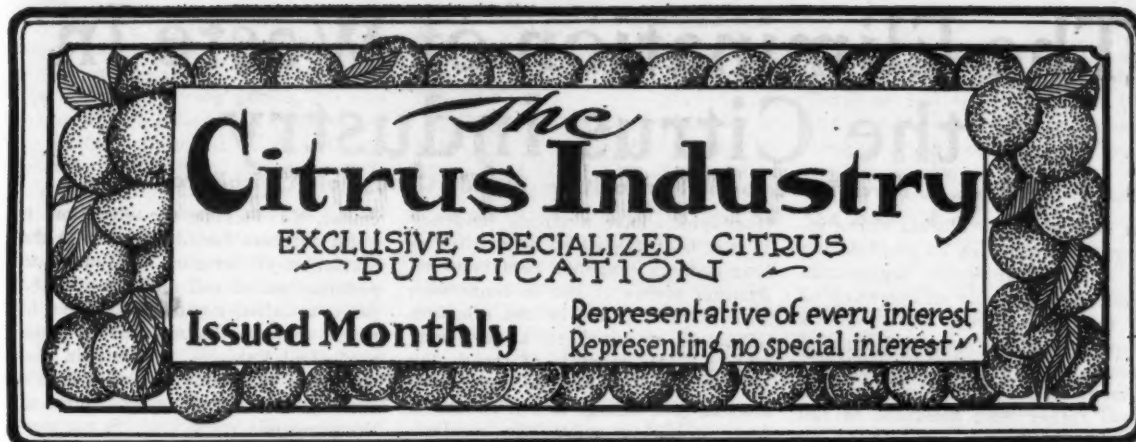 The
Citrus Industry
EXCLUSIVE SPECIALIZED CITRUS
PUBLICATION
Issued Monthly
Representative of every interest
Representing no special interest